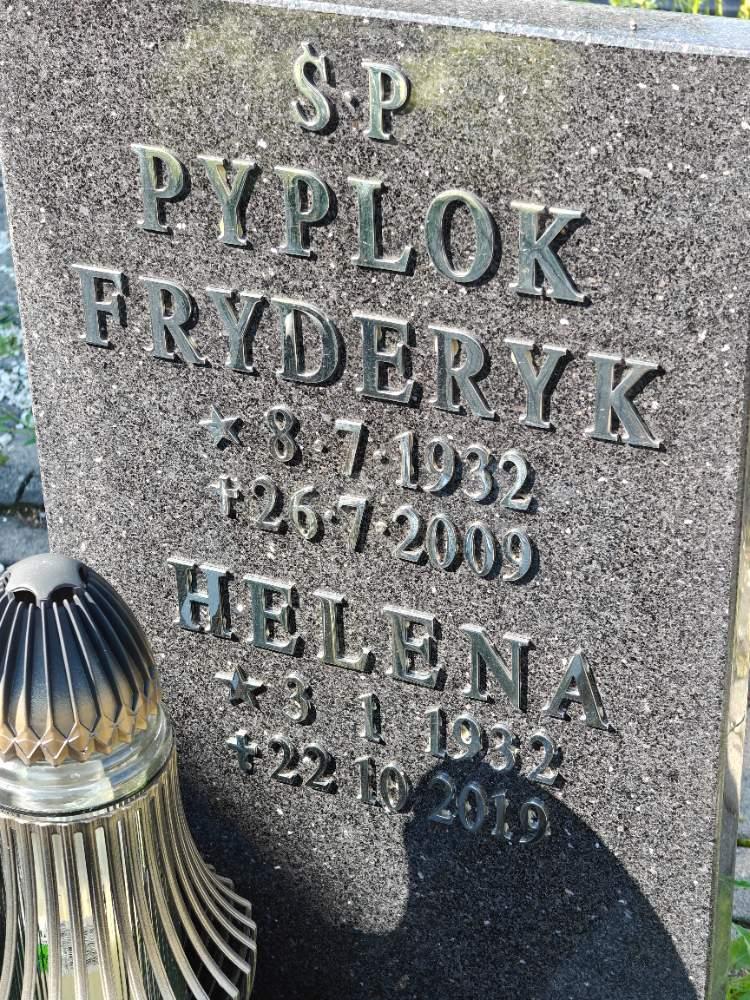 Ś·P
PYPLOK
FRYDERYK
★ 8·7·1932
✝ 26·7·2009
HELENA
★ 3 1 1932
✝ 22 10 2019